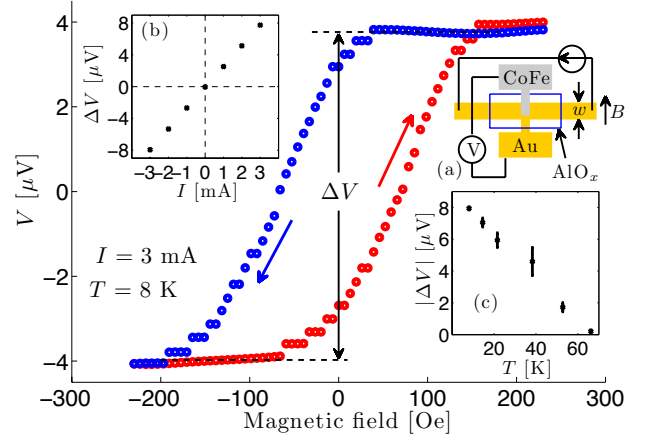 (b)
8
4
0
−4
−8
ΔV [μV]
−3 −2 −1 0 1 2 3
I [mA]
4
2
0
−2
−4
V [μV]
ΔV
I = 3 mA
T = 8 K
CoFe
w
B
V
Au
(a)
AlOx
8
6
4
2
0
|ΔV| [μV]
(c)
20 40 60
T [K]
−300 −200 −100 0 100 200 300
Magnetic field [Oe]